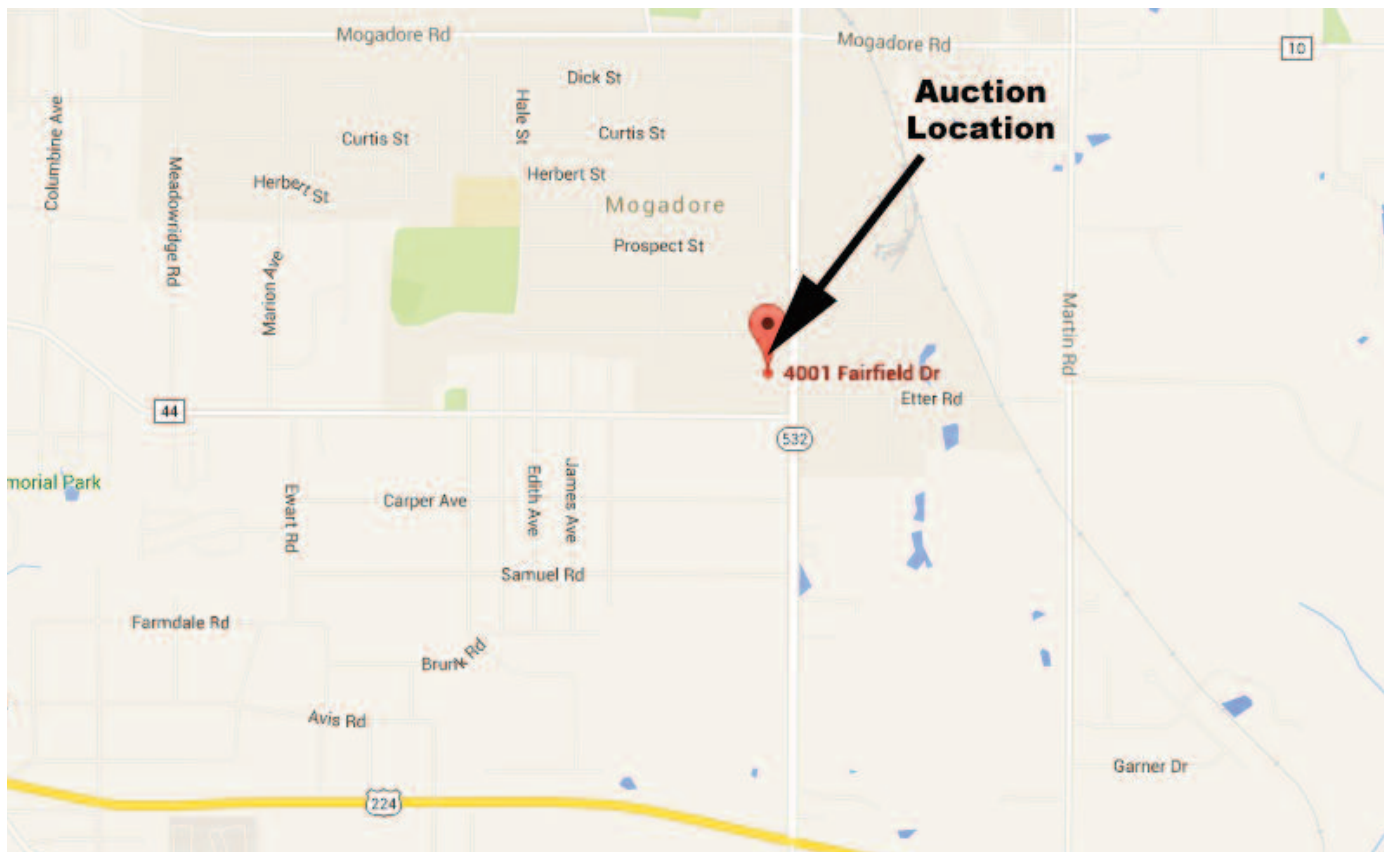 Mogadore Rd
Mogadore Rd
10
Dick St
Auction
Location
Columbine Ave
Hale St
Curtis St
Curtis St
Meadowridge Rd
Herbert St
Herbert St
Mogadore
Prospect St
Marion Ave
Martin Rd
4001 Fairfield Dr
Etter Rd
44
532
morial Park
Ewart Rd
Carper Ave
Edith Ave
James Ave
Samuel Rd
Farmdale Rd
Brunk Rd
Avis Rd
Garner Dr
224